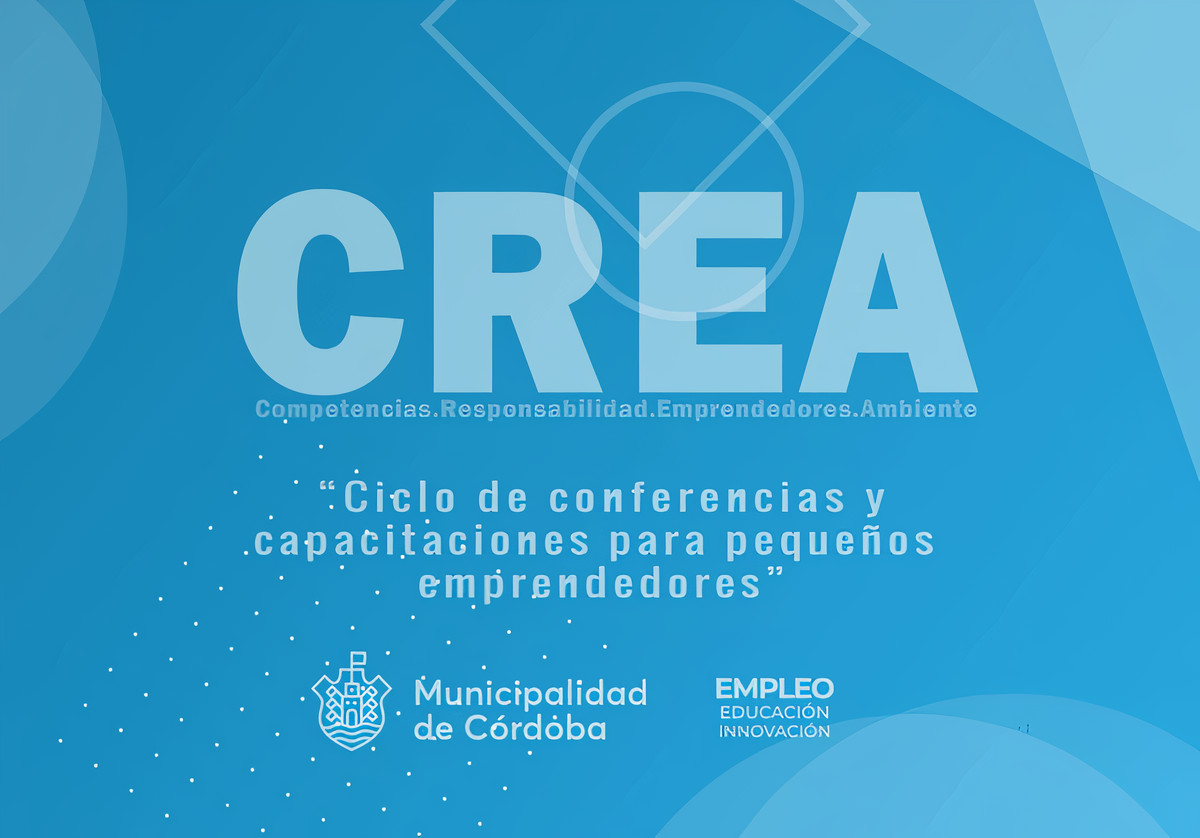 CREA
Competencias.Responsabilidad.Emprendedores.Ambiente
“Ciclo de conferencias y
capacitaciones para pequeños
emprendedores”
Municipalidad
de Córdoba
EMPLEO
EDUCACIÓN
INNOVACIÓN